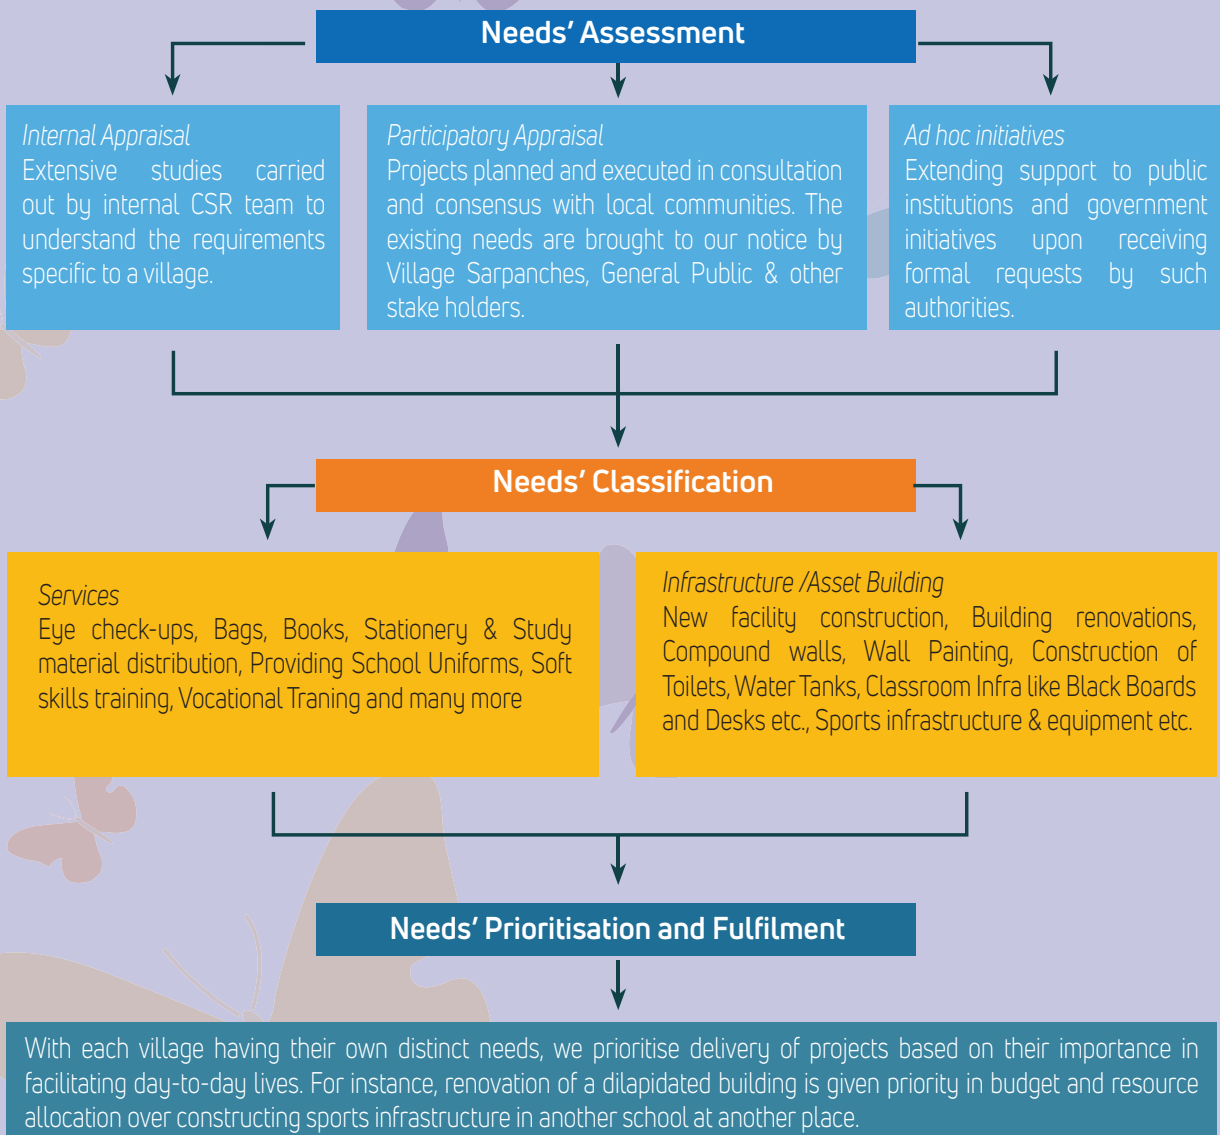 Needs’ Assessment
Internal Appraisal
Extensive studies carried
out by internal CSR team to
understand the requirements
specific to a village.
Participatory Appraisal
Projects planned and executed in consultation
and consensus with local communities. The
existing needs are brought to our notice by
Village Sarpanches, General Public & other
stake holders.
Ad hoc initiatives
Extending support to public
institutions and government
initiatives upon receiving
formal requests by such
authorities.
Needs’ Classification
Services
Eye check-ups, Bags, Books, Stationery & Study
material distribution, Providing School Uniforms, Soft
skills training, Vocational Traning and many more
Infrastructure /Asset Building
New facility construction, Building renovations,
Compound walls, Wall Painting, Construction of
Toilets, Water Tanks, Classroom Infra like Black Boards
and Desks etc., Sports infrastructure & equipment etc.
Needs’ Prioritisation and Fulfilment
With each village having their own distinct needs, we prioritise delivery of projects based on their importance in
facilitating day-to-day lives. For instance, renovation of a dilapidated building is given priority in budget and resource
allocation over constructing sports infrastructure in another school at another place.